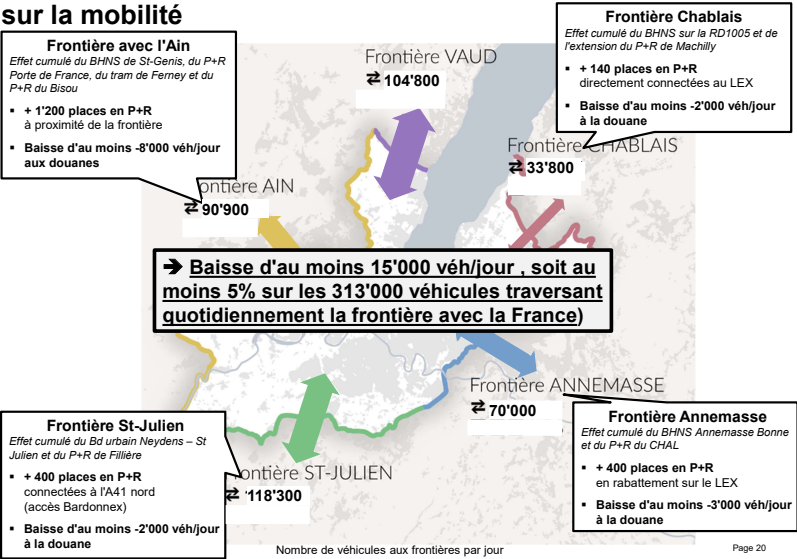 sur la mobilité
Frontière avec l'Ain
Effet cumulé du BHNS de St-Genis, du P+R
Porte de France, du tram de Ferney et du
P+R du Bisou
▪ + 1'200 places en P+R
à proximité de la frontière
▪ Baisse d'au moins -8'000 véh/jour
aux douanes
Frontière VAUD
⇄ 104'800
Frontière Chablais
Effet cumulé du BHNS sur la RD1005 et de
l'extension du P+R de Machilly
▪ + 140 places en P+R
directement connectées au LEX
▪ Baisse d'au moins -2'000 véh/jour
à la douane
Frontière CHABLAIS
⇄ 33'800
ontière AIN
⇄ 90'900
➔ Baisse d'au moins 15'000 véh/jour , soit au
moins 5% sur les 313'000 véhicules traversant
quotidiennement la frontière avec la France)
Frontière ANNEMASSE
⇄ 70'000
Frontière St-Julien
Effet cumulé du Bd urbain Neydens – St
Julien et du P+R de Fillière
▪ + 400 places en P+R
connectées à l'A41 nord
(accès Bardonnex)
▪ Baisse d'au moins -2'000 véh/jour
à la douane
ontière ST-JULIEN
⇄ 118'300
Frontière Annemasse
Effet cumulé du BHNS Annemasse Bonne
et du P+R du CHAL
▪ + 400 places en P+R
en rabattement sur le LEX
▪ Baisse d'au moins -3'000 véh/jour
à la douane
Nombre de véhicules aux frontières par jour
Page 20